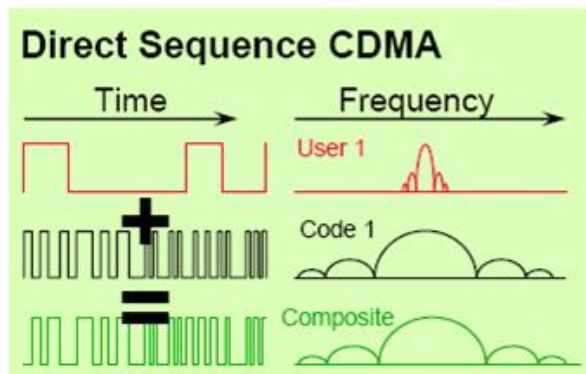 Direct Sequence CDMA
Time
Frequency
User 1
+
Code 1
=
Composite